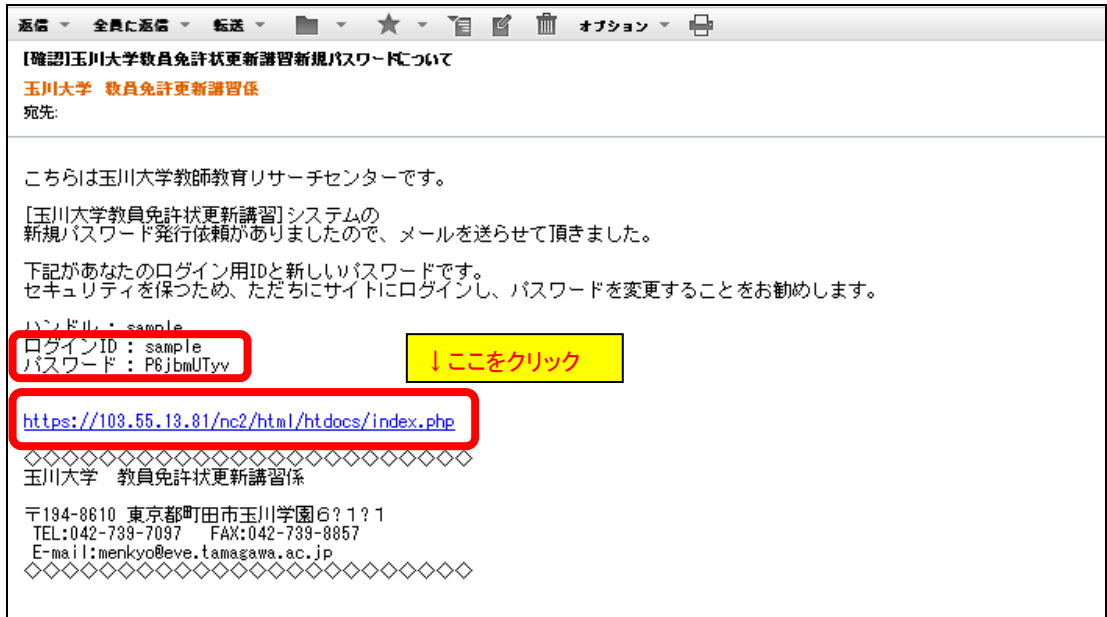 返信 全員に返信 転送 オプション
[確認]玉川大学教員免許状更新講習新規パスワードについて
玉川大学 教員免許更新講習係
宛先:
こちらは玉川大学教師教育リサーチセンターです。
[玉川大学教員免許状更新講習]システムの
新規パスワード発行依頼がありましたので、メールを送らせて頂きました。
下記があなたのログイン用IDと新しいパスワードです。
セキュリティを保つため、ただちにサイトにログインし、パスワードを変更することをお勧めします。
ハンドル : sample
ログインID : sample
パスワード : P6jbmUTyv
↓ここをクリック
https://103.55.13.81/nc2/html/htdocs/index.php
◇◇◇◇◇◇◇◇◇◇◇◇◇◇◇◇◇◇◇◇◇◇◇◇
玉川大学 教員免許状更新講習係
〒194-8610 東京都町田市玉川学園6?1?1
TEL:042-739-7097 FAX:042-739-8857
E-mail:menkyo@eve.tamagawa.ac.jp
◇◇◇◇◇◇◇◇◇◇◇◇◇◇◇◇◇◇◇◇◇◇◇◇